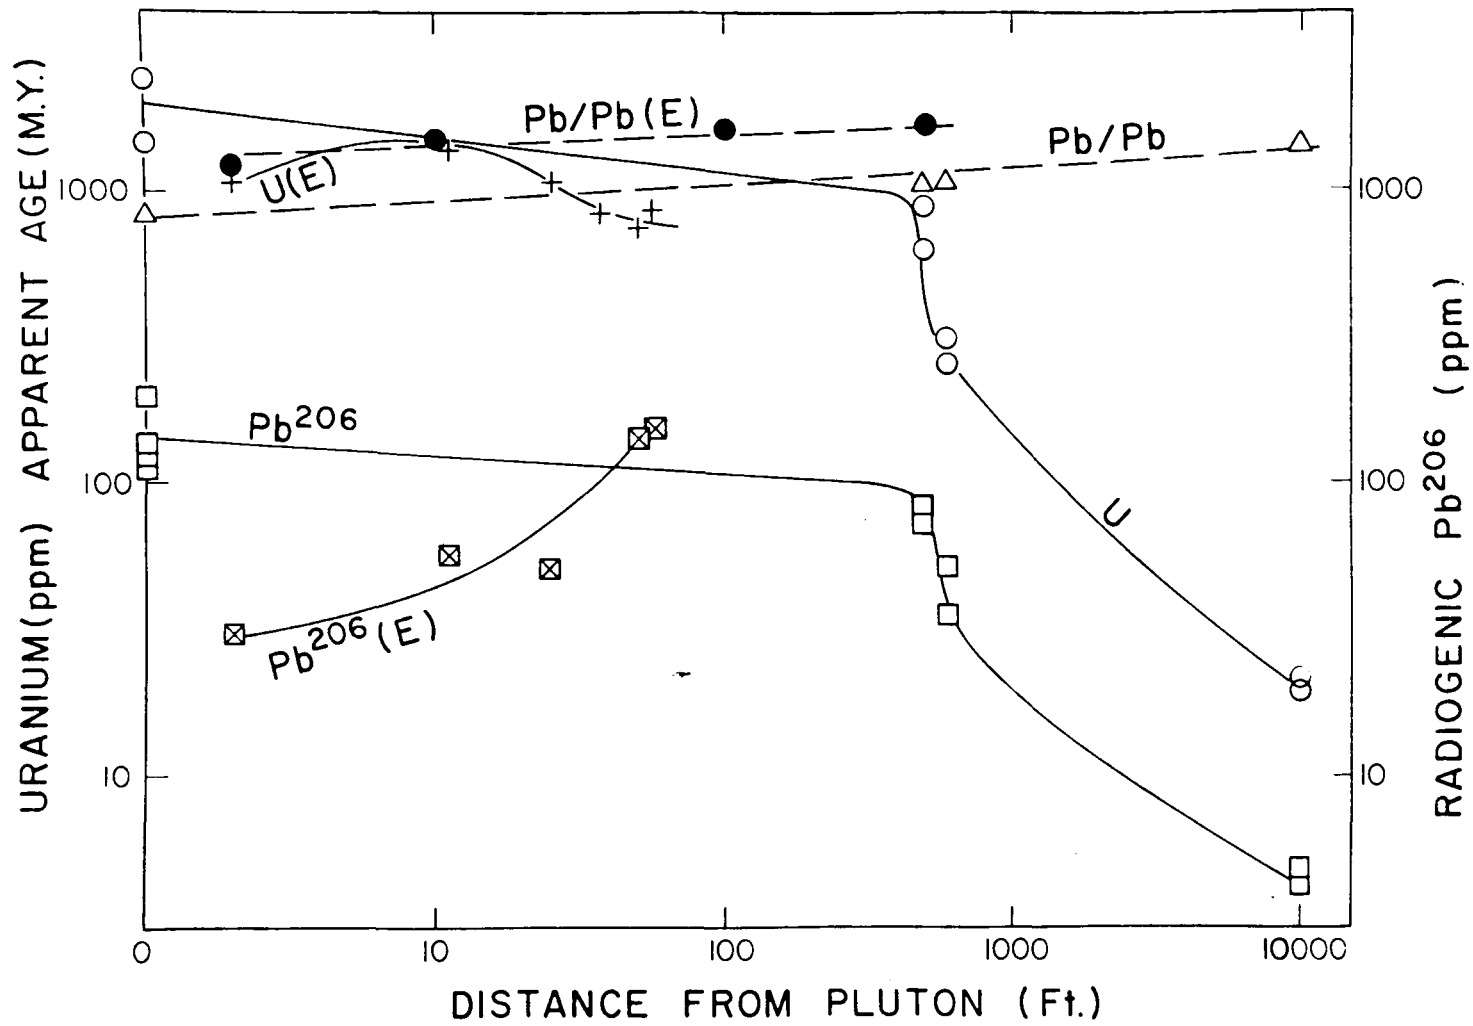 URANIUM(ppm) APPARENT AGE(M.Y.)
1000
100
10
Pb/Pb(E)
Pb/Pb
U(E)
Pb206
U
Pb206(E)
1000
100
10
RADIOGENIC Pb206 (ppm)
0 10 100 1000 10000
DISTANCE FROM PLUTON (Ft.)